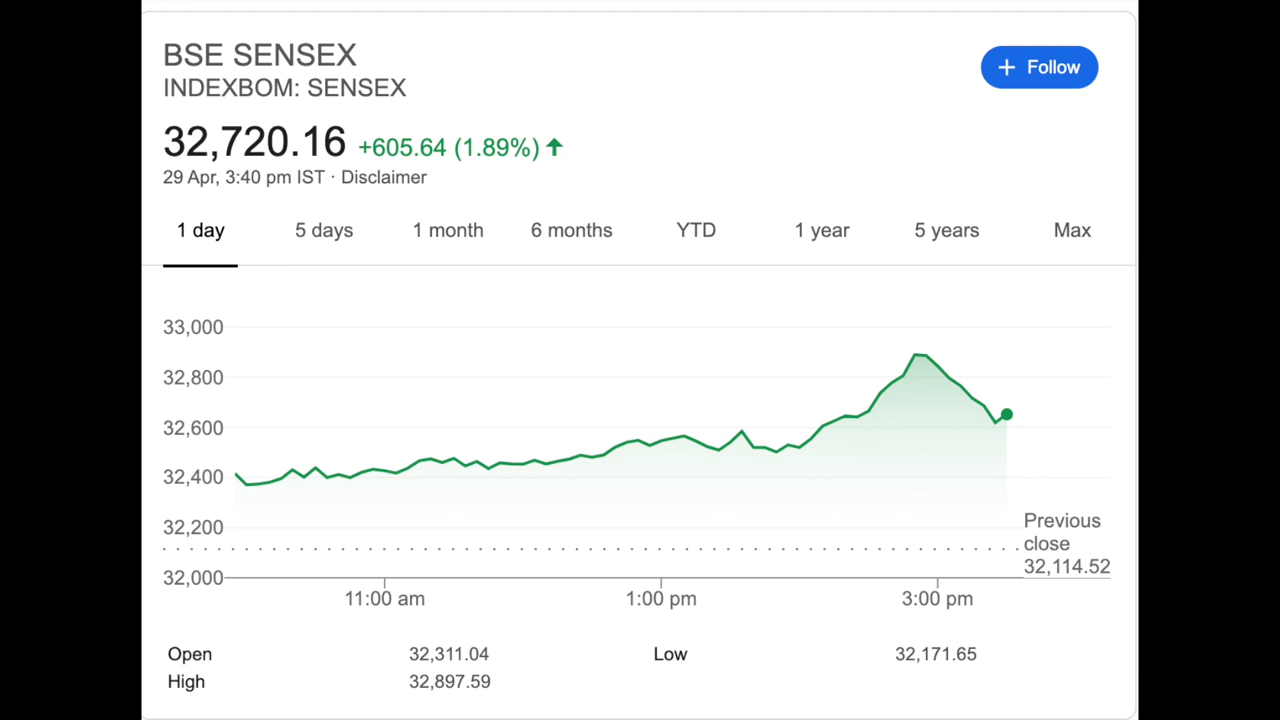 BSE SENSEX
INDEXBOM: SENSEX
+ Follow
32,720.16 +605.64 (1.89%)
29 Apr, 3:40 pm IST · Disclaimer
1 day 5 days 1 month 6 months YTD 1 year 5 years Max
33,000
32,800
32,600
32,400
32,200
32,000
Previous
close
32,114.52
11:00 am 1:00 pm 3:00 pm
Open 32,311.04 Low 32,171.65
High 32,897.59